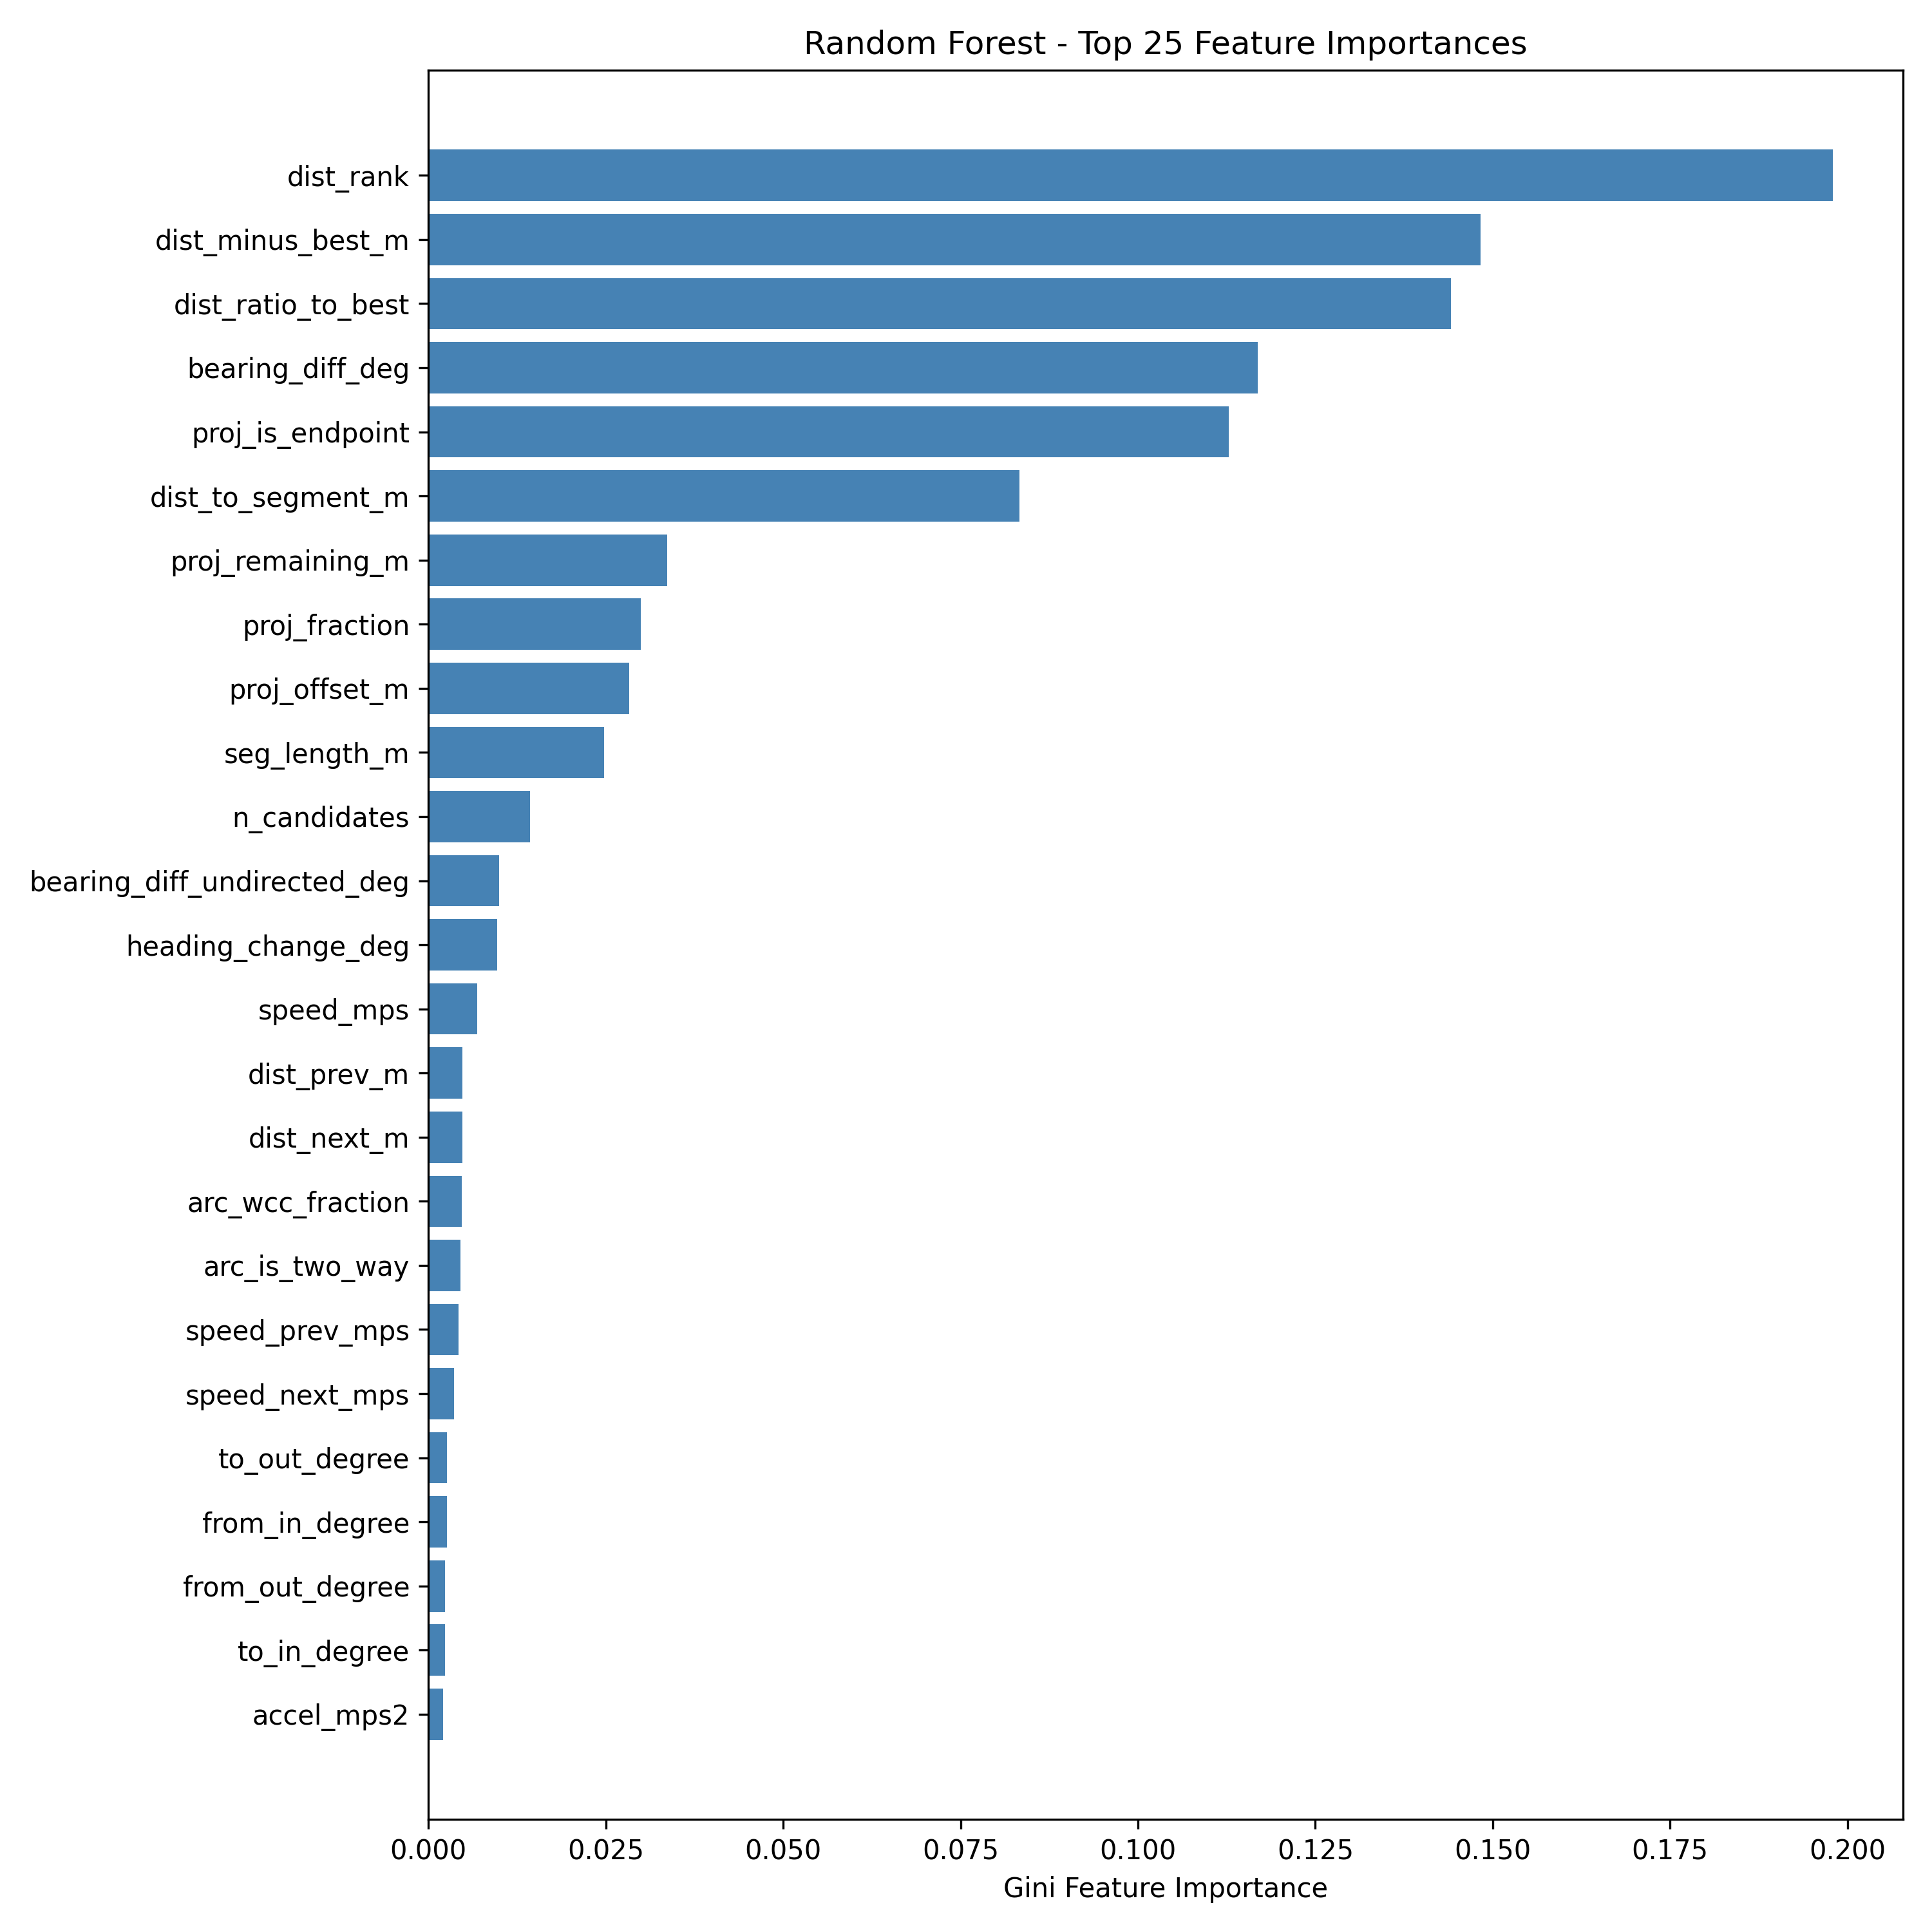 Random Forest - Top 25 Feature Importances
dist_rank
dist_minus_best_m
dist_ratio_to_best
bearing_diff_deg
proj_is_endpoint
dist_to_segment_m
proj_remaining_m
proj_fraction
proj_offset_m
seg_length_m
n_candidates
bearing_diff_undirected_deg
heading_change_deg
speed_mps
dist_prev_m
dist_next_m
arc_wcc_fraction
arc_is_two_way
speed_prev_mps
speed_next_mps
to_out_degree
from_in_degree
from_out_degree
to_in_degree
accel_mps2
0.000 0.025 0.050 0.075 0.100 0.125 0.150 0.175 0.200
Gini Feature Importance